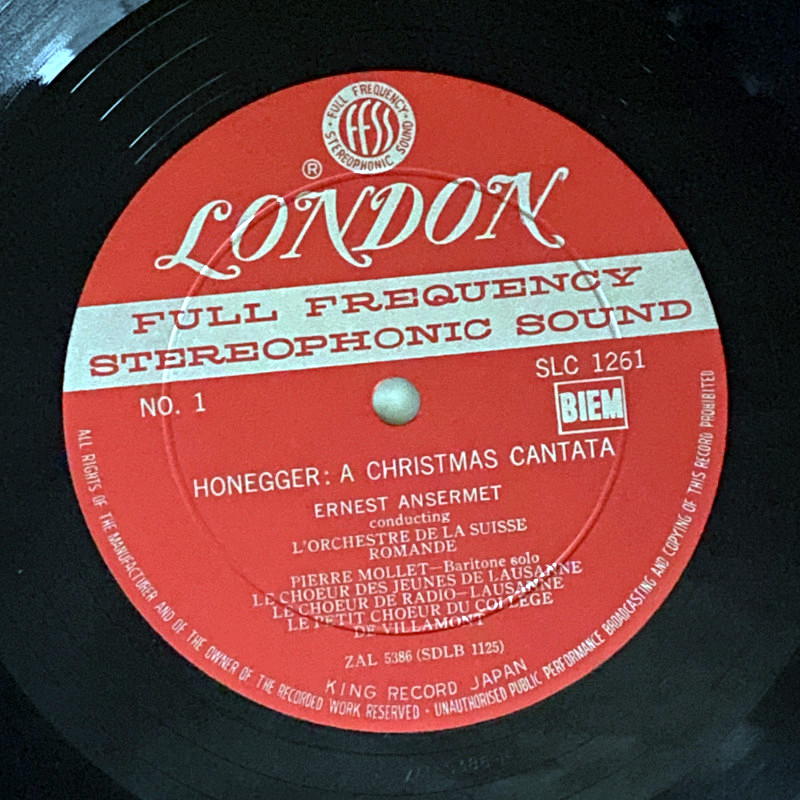 FULL FREQUENCY
FFSS
STEREOPHONIC SOUND
®
LONDON
FULL FREQUENCY
STEREOPHONIC SOUND
SLC 1261
NO. 1
BIEM
HONEGGER: A CHRISTMAS CANTATA
ERNEST ANSERMET
conducting
L'ORCHESTRE DE LA SUISSE
ROMANDE
PIERRE MOLLET—Baritone solo
LE CHOEUR DES JEUNES DE LAUSANNE
LE CHOEUR DE RADIO—LAUSANNE
LE PETIT CHOEUR DU COLLEGE
DE VILLAMONT
ZAL 5386 (SDLB 1125)
KING RECORD JAPAN
ALL RIGHTS OF THE MANUFACTURER AND OF THE OWNER OF THE RECORDED WORK RESERVED · UNAUTHORISED PUBLIC PERFORMANCE BROADCASTING AND COPYING OF THIS RECORD PROHIBITED